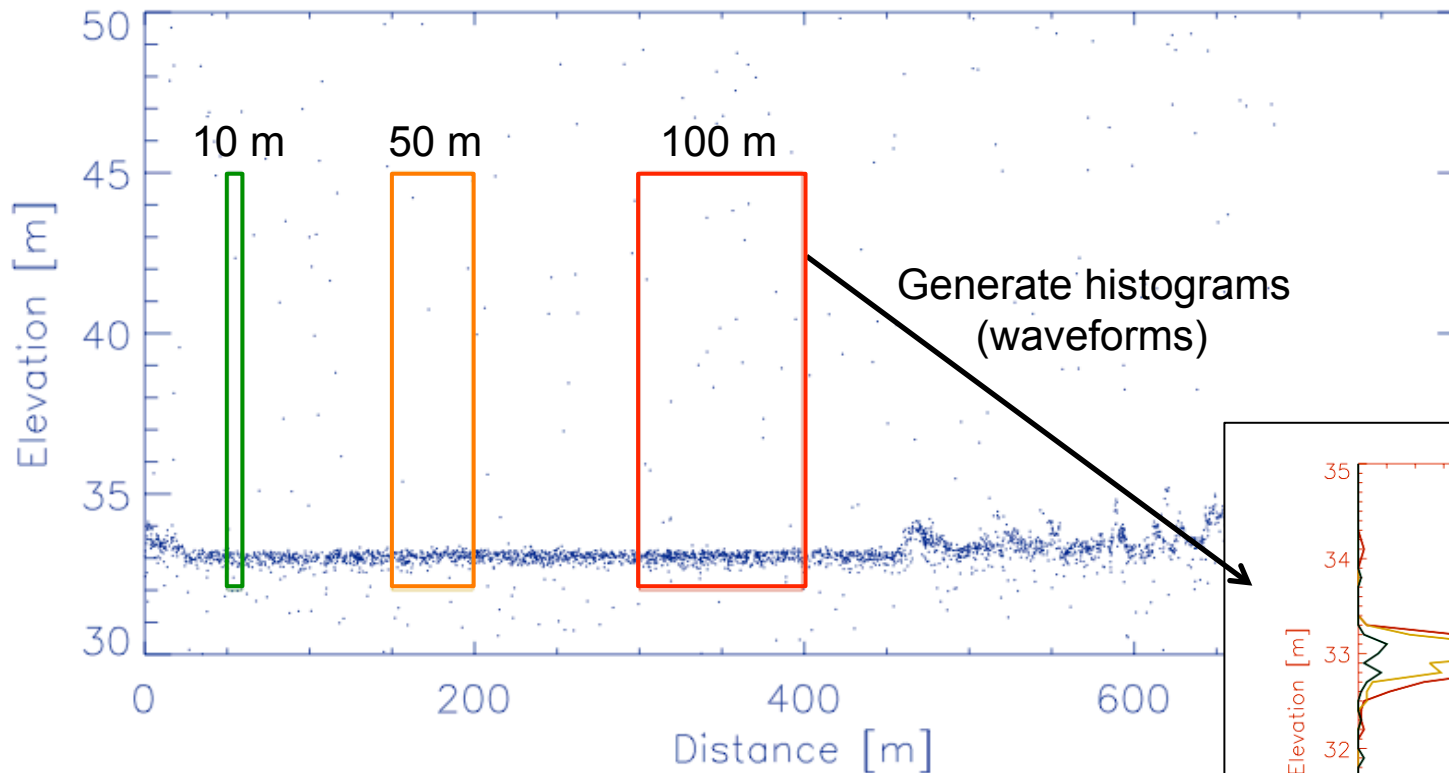 50
10 m
50 m
100 m
45
Elevation [m]
40
Generate histograms
(waveforms)
35
30
0
200
400
600
Distance [m]
35
34
33
32
Elevation [m]